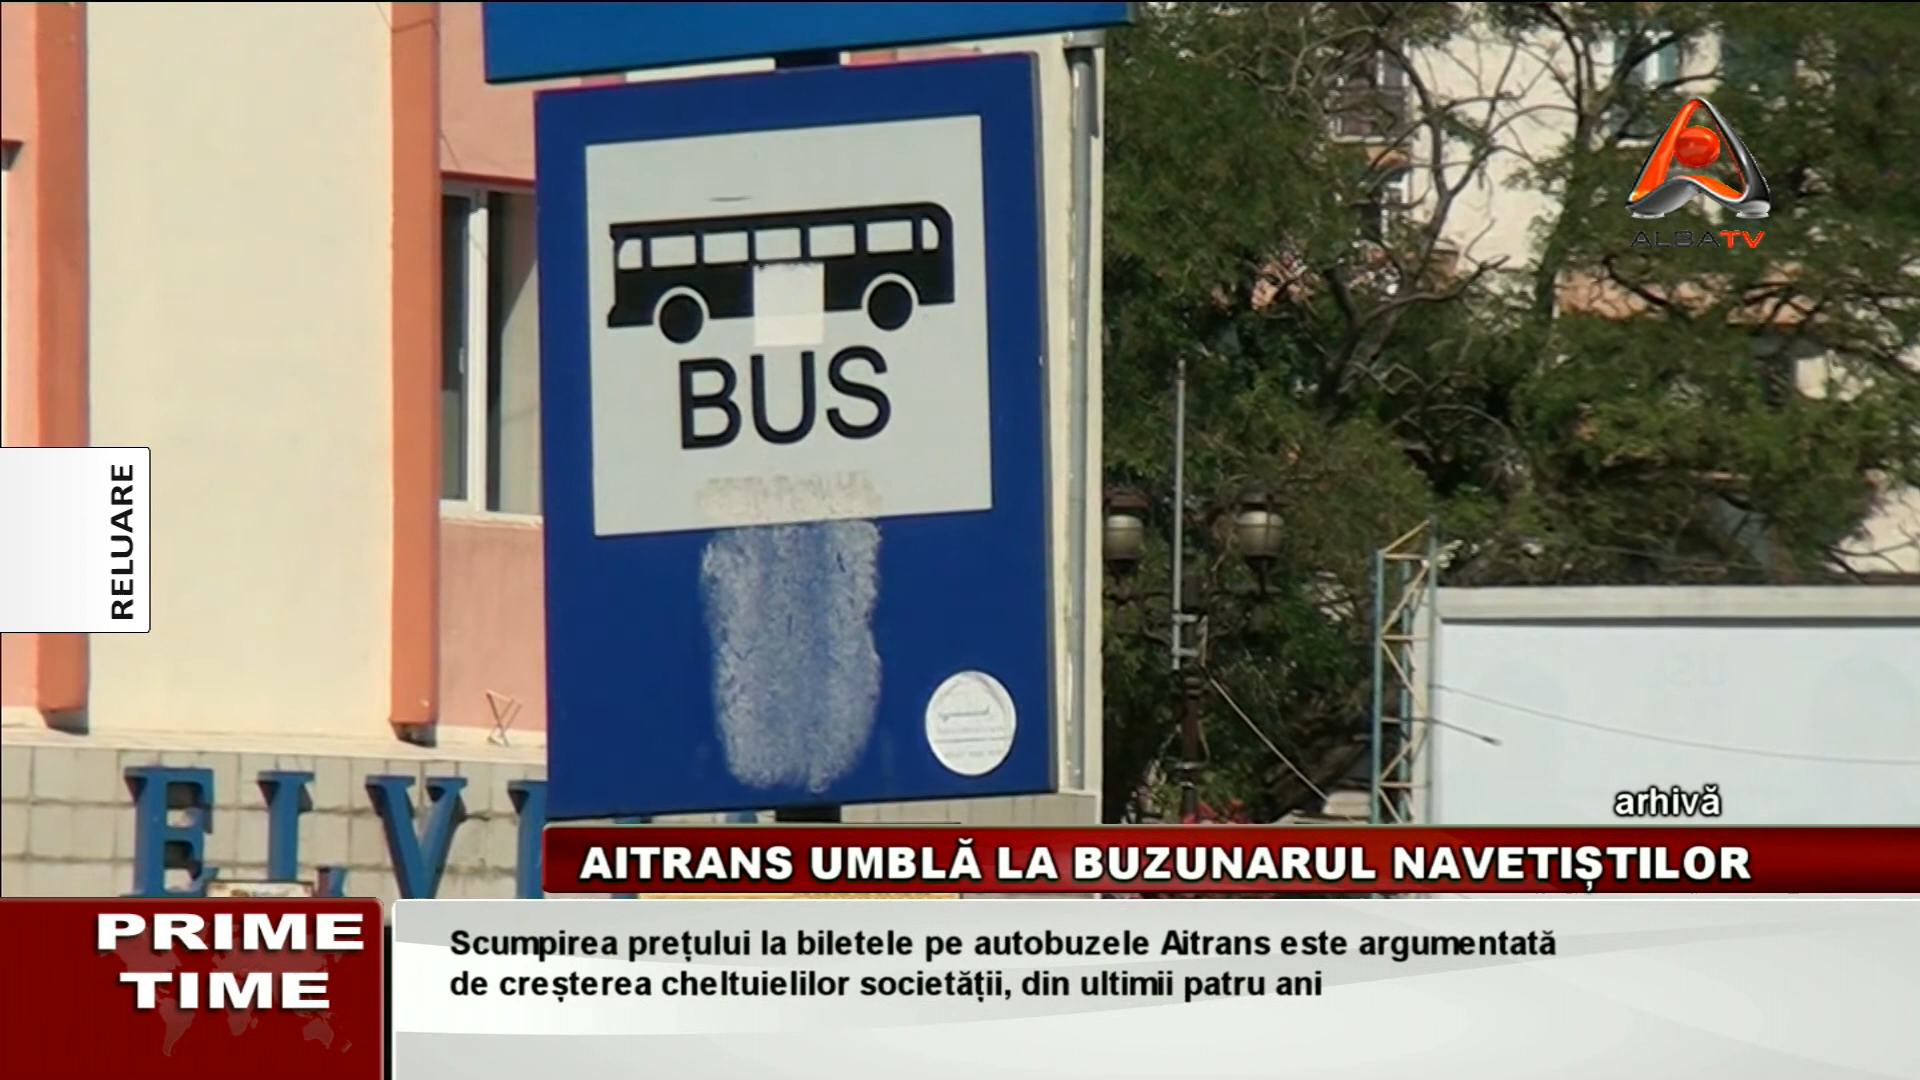 BUS
ALBA TV
RELUARE
ELV
arhivă
AITRANS UMBLĂ LA BUZUNARUL NAVETIȘTILOR
PRIME
TIME
Scumpirea prețului la biletele pe autobuzele Aitrans este argumentată
de creșterea cheltuielilor societății, din ultimii patru ani